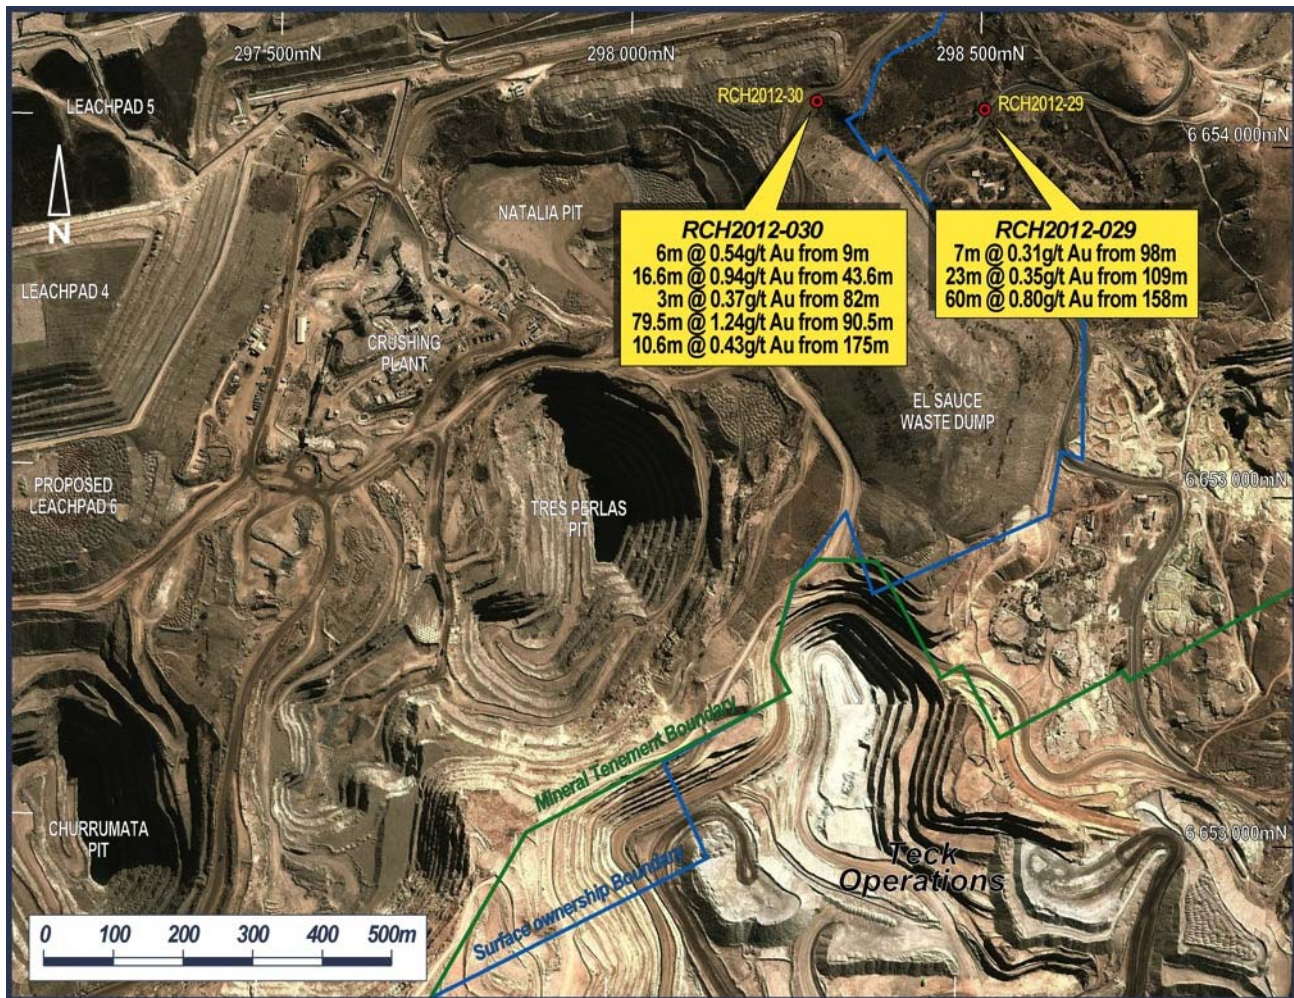 297 500mN
298 000mN
298 500mN
LEACHPAD 5
RCH2012-30
RCH2012-29
6 654 000mN
N
NATALIA PIT
RCH2012-030
6m @ 0.54g/t Au from 9m
16.6m @ 0.94g/t Au from 43.6m
3m @ 0.37g/t Au from 82m
79.5m @ 1.24g/t Au from 90.5m
10.6m @ 0.43g/t Au from 175m
RCH2012-029
7m @ 0.31g/t Au from 98m
23m @ 0.35g/t Au from 109m
60m @ 0.80g/t Au from 158m
LEACHPAD 4
CRUSHING
PLANT
EL SAUCE
WASTE DUMP
PROPOSED
LEACHPAD 6
TRES PERLAS
PIT
6 653 000mN
Mineral Tenement Boundary
CHURRUMATA
PIT
6 653 000mN
Surface ownership Boundary
Teck
Operations
0 100 200 300 400 500m